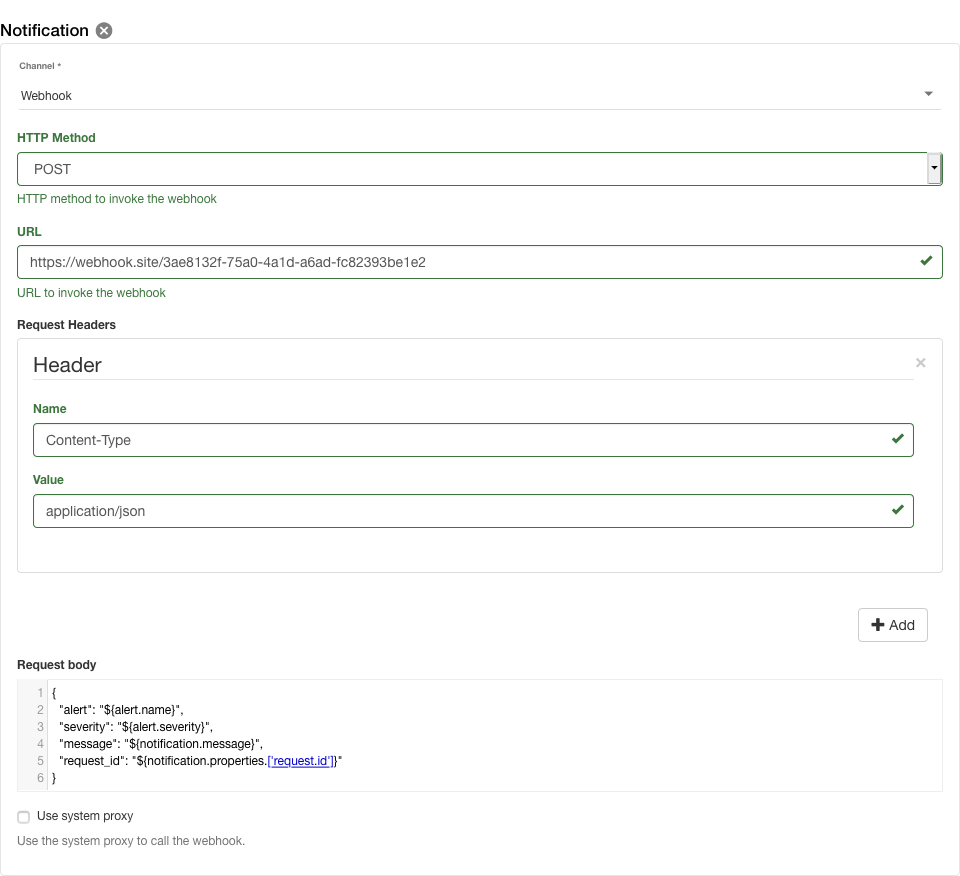 Notification
Channel *
Webhook
HTTP Method
POST
HTTP method to invoke the webhook
URL
https://webhook.site/3ae8132f-75a0-4a1d-a6ad-fc82393be1e2
URL to invoke the webhook
Request Headers
Header
Name
Content-Type
Value
application/json
Add
Request body
1 {
2 "alert": "${alert.name}",
3 "severity": "${alert.severity}",
4 "message": "${notification.message}",
5 "request_id": "${notification.properties.['request.id']}"
6 }
Use system proxy
Use the system proxy to call the webhook.